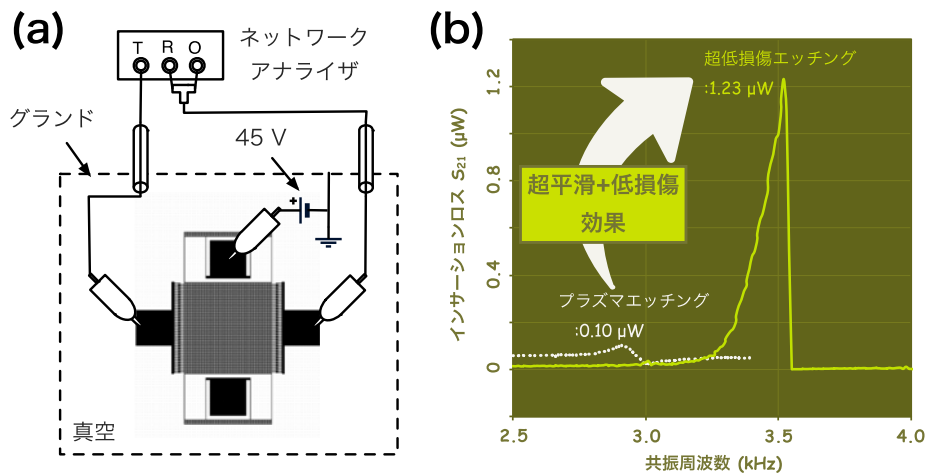 (a)
T R O
ネットワーク
アナライザ
グランド
45 V
+
真空
(b)
超低損傷エッチング
:1.23 μW
超平滑+低損傷
効果
プラズマエッチング
:0.10 μW
インサーションロス S21 (μW)
1.2
0.8
0.4
0
2.5 3.0 3.5 4.0
共振周波数 (kHz)